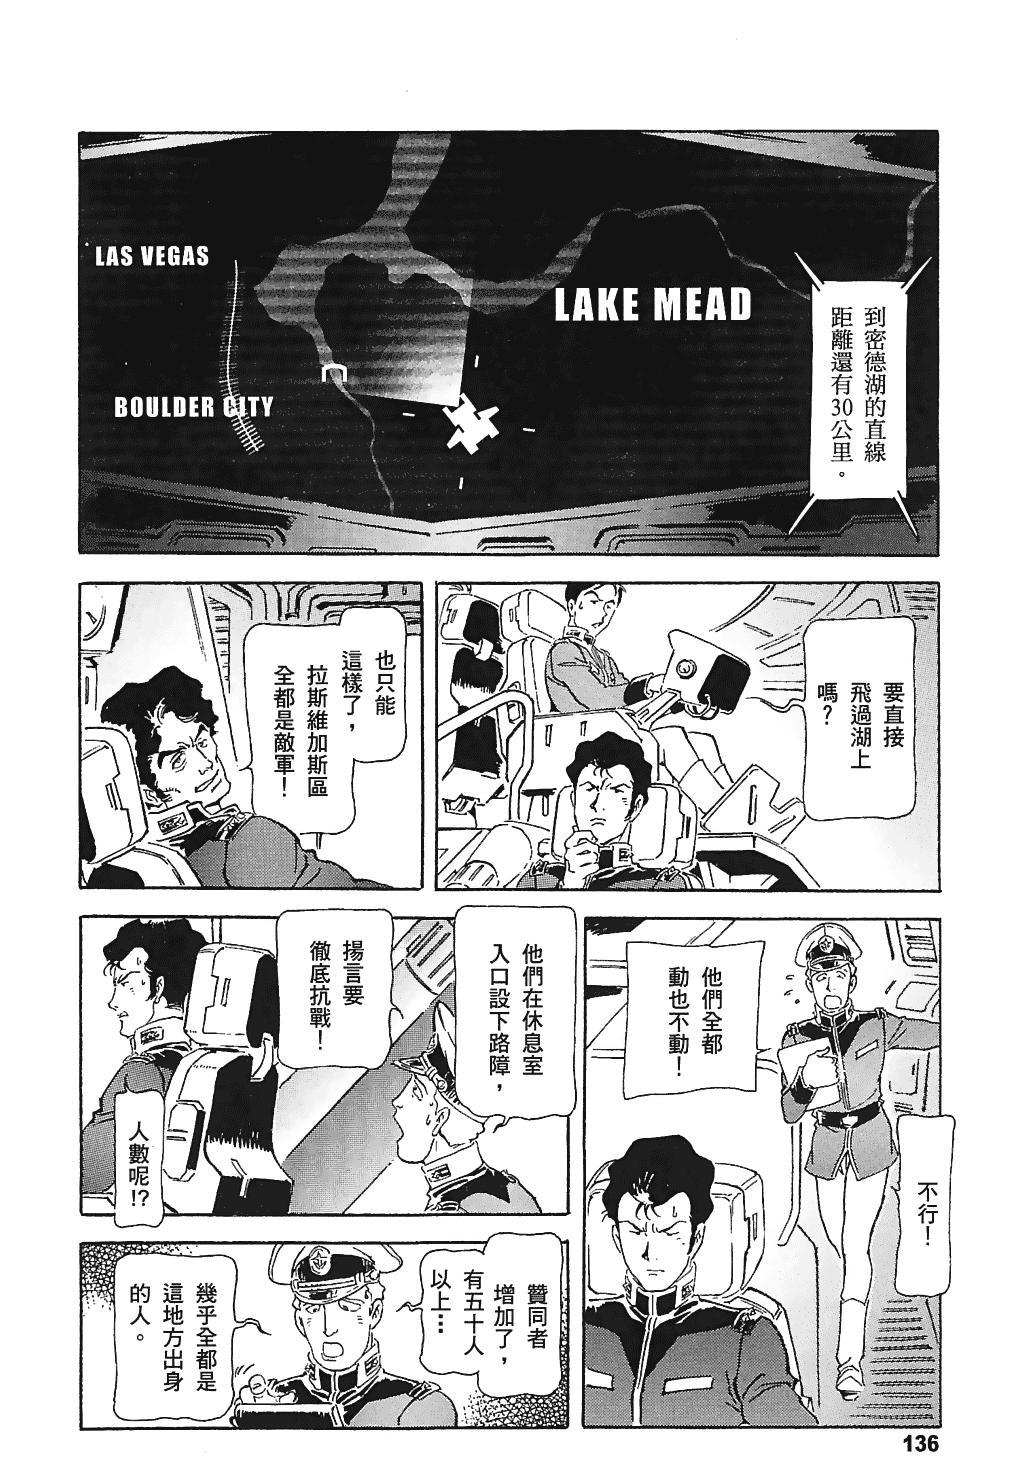 LAS VEGAS
LAKE MEAD
BOULDER CITY
到密德湖的直線
距離還有30公里。
要直接
飛過湖上
嗎？
也只能
這樣了，
拉斯維加斯區
全都是敵軍！
不行！
他們全都
動也不動！
他們在休息室
入口設下路障，
揚言要
徹底抗戰！
人數呢!?
贊同者
增加了，
有五十人
以上…
幾乎全都是
這地方出身
的人。
136